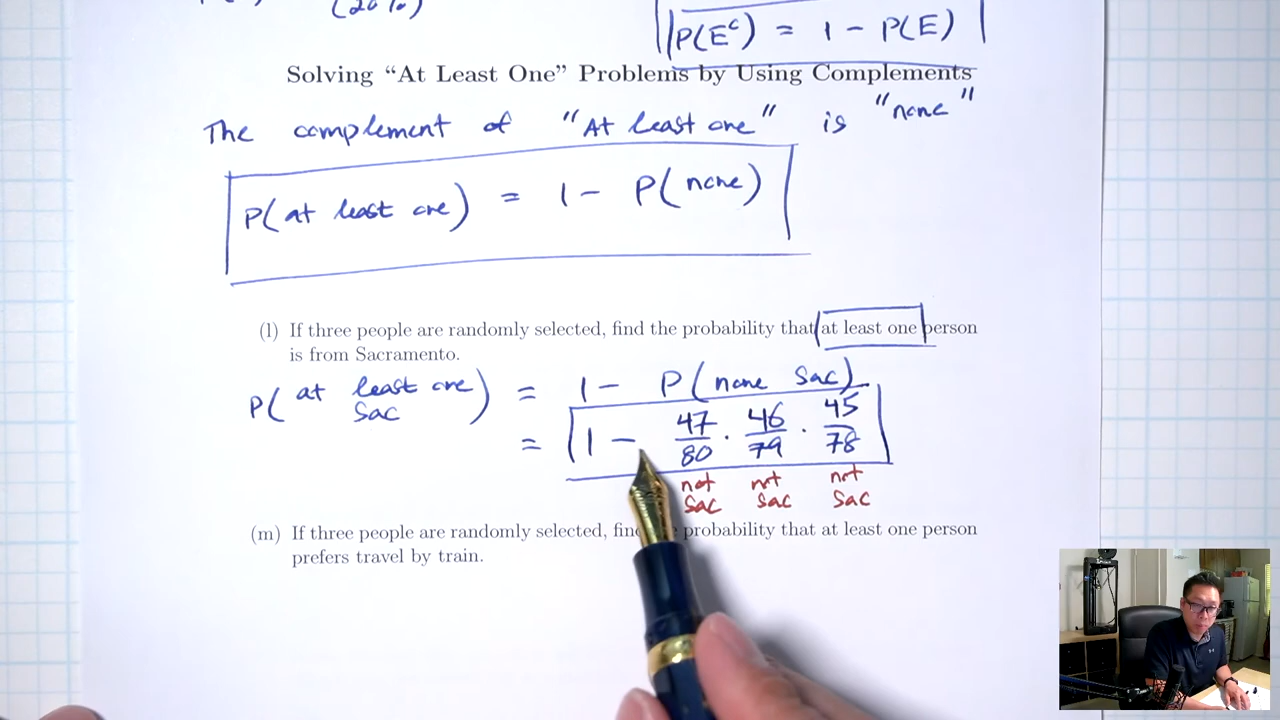 (20%)
P(Eᶜ) = 1 - P(E)
Solving “At Least One” Problems by Using Complements
The complement of "At least one" is "none"
P(at least one) = 1 - P(none)
(l) If three people are randomly selected, find the probability that at least one person
is from Sacramento.
P( at least one Sac ) = 1 - P(none Sac)
= 1 - 47/80 · 46/79 · 45/78
not Sac not Sac not Sac
(m) If three people are randomly selected, probability that at least one person
prefers travel by train.